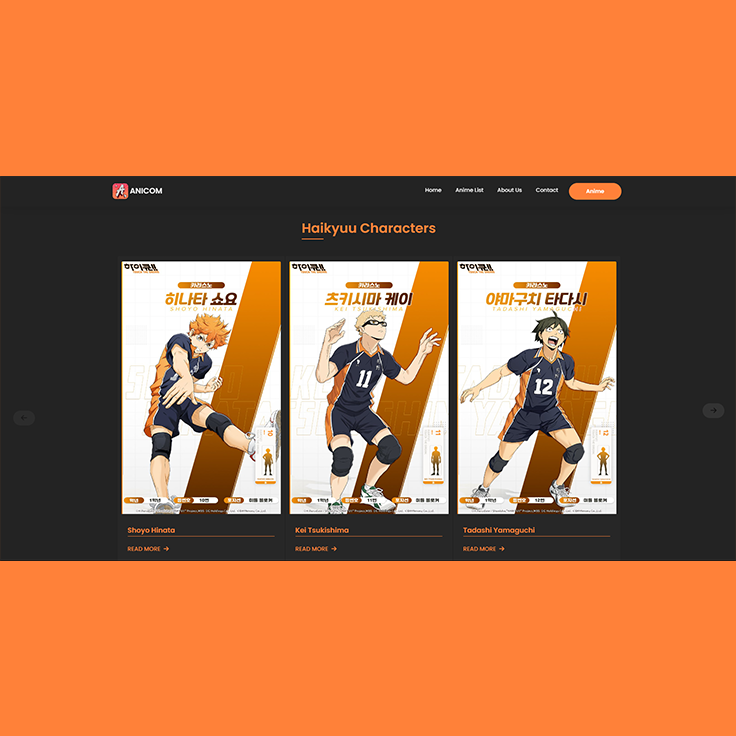 ANICOM
Home
Anime List
About Us
Contact
Anime
Haikyuu Characters
하이큐!!
카라스노
히나타 쇼요
SHOYO HINATA
10
학년 1학년 등번호 10번 포지션 미들 블로커
Shoyo Hinata
READ MORE →
하이큐!!
카라스노
츠키시마 케이
KEI TSUKISHIMA
11
11
학년 1학년 등번호 11번 포지션 미들 블로커
Kei Tsukishima
READ MORE →
하이큐!!
카라스노
야마구치 타다시
TADASHI YAMAGUCHI
12
12
학년 1학년 등번호 12번 포지션 미들 블로커
Tadashi Yamaguchi
READ MORE →